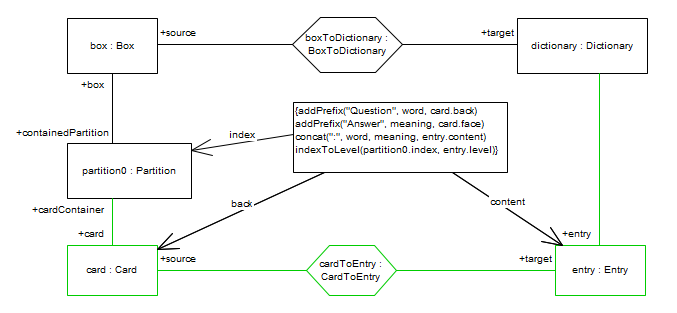 box : Box
+source
boxToDictionary :
BoxToDictionary
+target
dictionary : Dictionary
+box
{addPrefix("Question", word, card.back)
addPrefix("Answer", meaning, card.face)
concat(":", word, meaning, entry.content)
indexToLevel(partition0.index, entry.level)}
+containedPartition
index
partition0 : Partition
+cardContainer
back
content
+card
+entry
card : Card
+source
cardToEntry :
CardToEntry
+target
entry : Entry